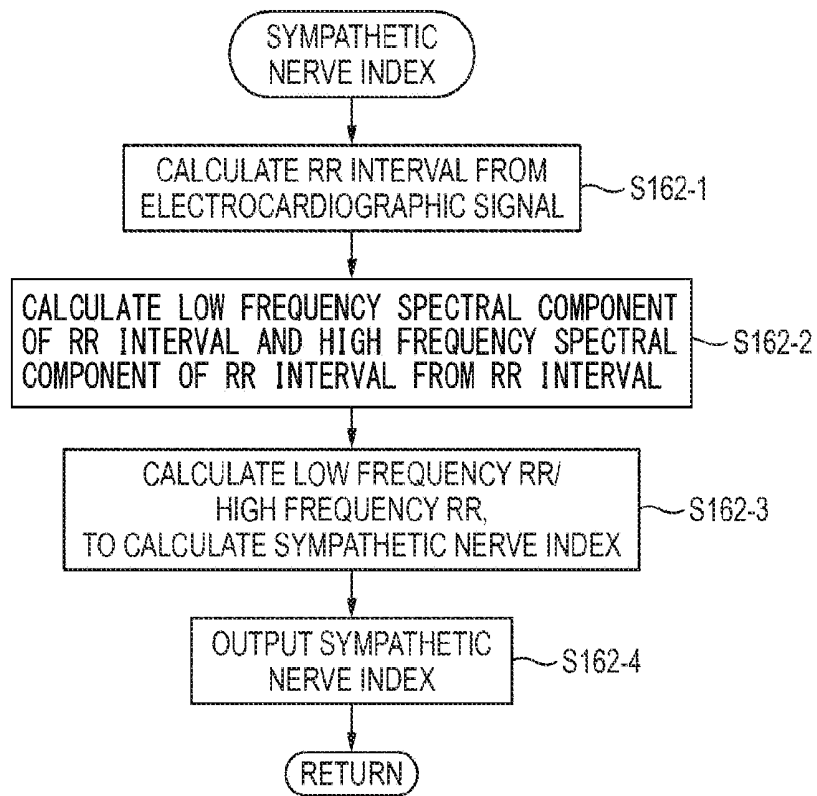 SYMPATHETIC
NERVE INDEX
CALCULATE RR INTERVAL FROM
ELECTROCARDIOGRAPHIC SIGNAL
S162-1
CALCULATE LOW FREQUENCY SPECTRAL COMPONENT
OF RR INTERVAL AND HIGH FREQUENCY SPECTRAL
COMPONENT OF RR INTERVAL FROM RR INTERVAL
S162-2
CALCULATE LOW FREQUENCY RR/
HIGH FREQUENCY RR,
TO CALCULATE SYMPATHETIC NERVE INDEX
S162-3
OUTPUT SYMPATHETIC
NERVE INDEX
S162-4
RETURN